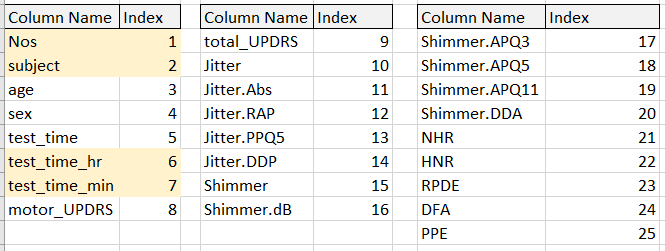 Column Name Index
Nos 1
subject 2
age 3
sex 4
test_time 5
test_time_hr 6
test_time_min 7
motor_UPDRS 8
Column Name Index
total_UPDRS 9
Jitter 10
Jitter.Abs 11
Jitter.RAP 12
Jitter.PPQ5 13
Jitter.DDP 14
Shimmer 15
Shimmer.dB 16
Column Name Index
Shimmer.APQ3 17
Shimmer.APQ5 18
Shimmer.APQ11 19
Shimmer.DDA 20
NHR 21
HNR 22
RPDE 23
DFA 24
PPE 25